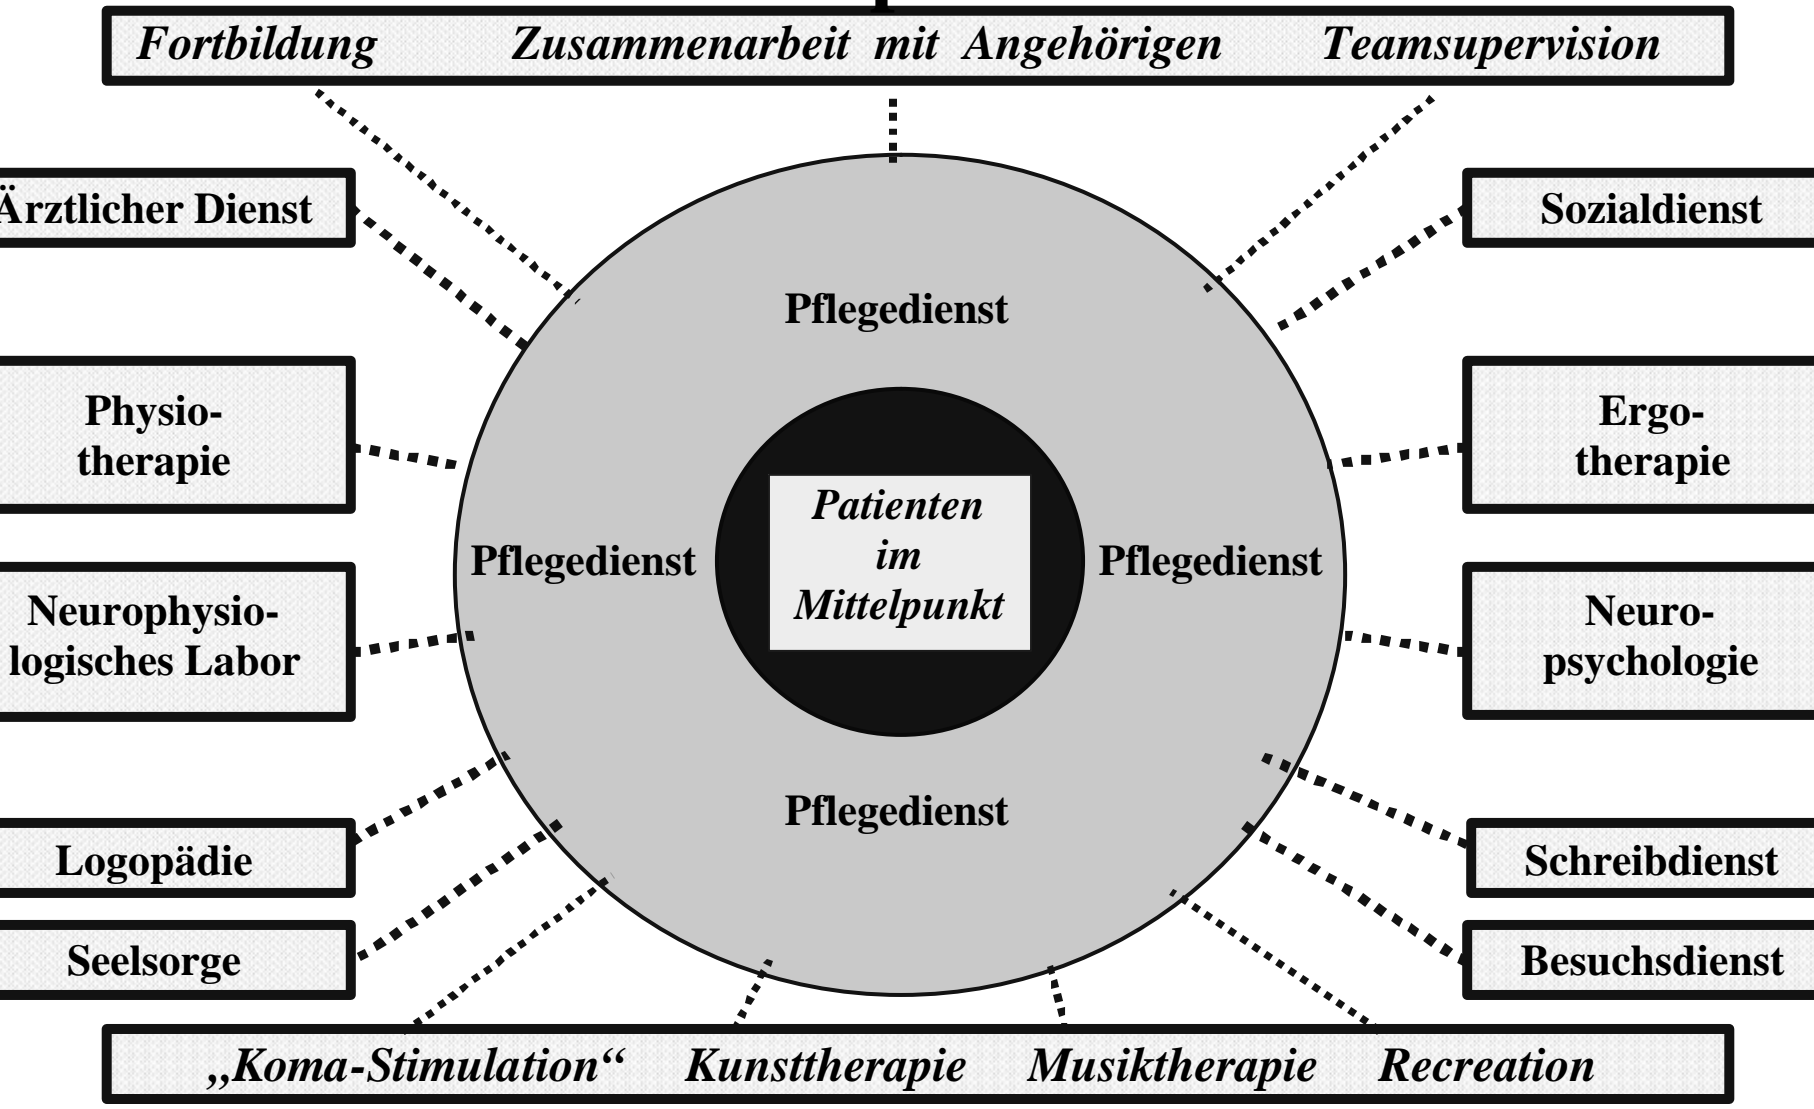 Fortbildung Zusammenarbeit mit Angehörigen Teamsupervision
Ärztlicher Dienst
Sozialdienst
Pflegedienst
Physio-
therapie
Ergo-
therapie
Patienten
im
Mittelpunkt
Pflegedienst
Pflegedienst
Neurophysio-
logisches Labor
Neuro-
psychologie
Pflegedienst
Logopädie
Schreibdienst
Seelsorge
Besuchsdienst
„Koma-Stimulation“ Kunsttherapie Musiktherapie Recreation